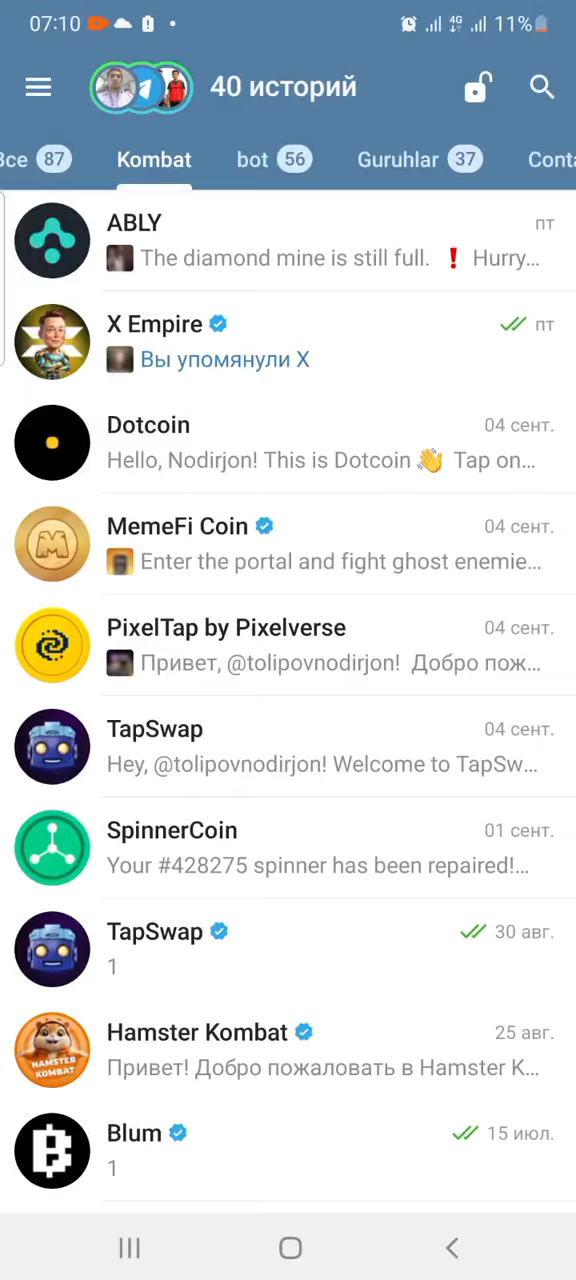 07:10 4G 11%
40 историй
Все 87 Kombat bot 56 Guruhlar 37 Conta
ABLY пт
The diamond mine is still full. ❗ Hurry...
X Empire пт
Вы упомянули X
Dotcoin 04 сент.
Hello, Nodirjon! This is Dotcoin 👋 Tap on...
MemeFi Coin 04 сент.
Enter the portal and fight ghost enemie...
PixelTap by Pixelverse 04 сент.
Привет, @tolipovnodirjon! Добро пож...
TapSwap 04 сент.
Hey, @tolipovnodirjon! Welcome to TapSw...
SpinnerCoin 01 сент.
Your #428275 spinner has been repaired!...
TapSwap 30 авг.
1
Hamster Kombat 25 авг.
HAMSTER
KOMBAT
Привет! Добро пожаловать в Hamster K...
Blum 15 июл.
1